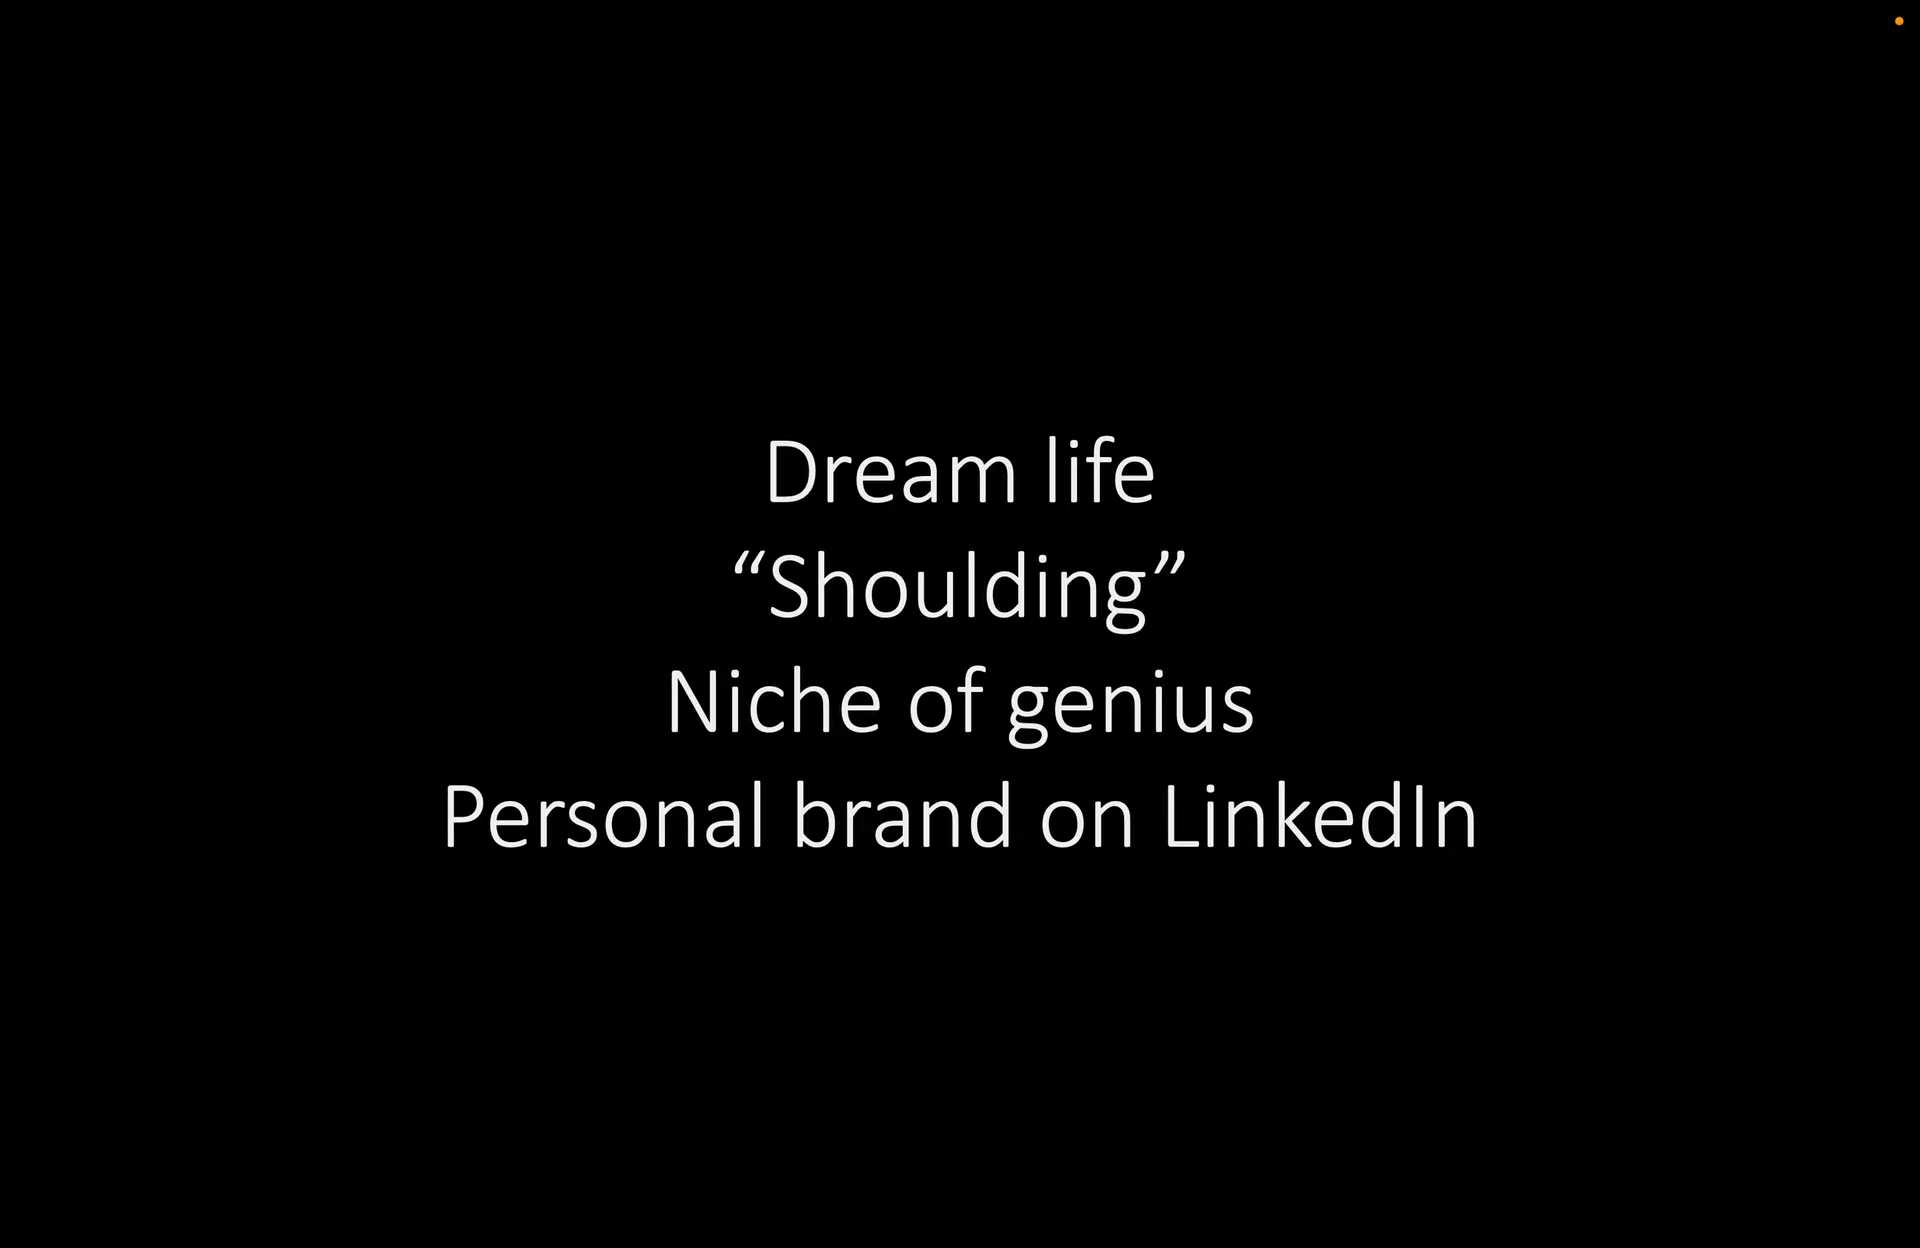 Dream life
“Shoulding”
Niche of genius
Personal brand on LinkedIn